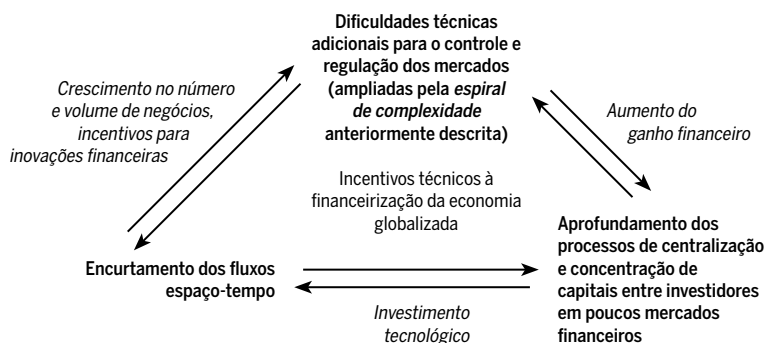 Dificuldades técnicas
adicionais para o controle e
regulação dos mercados
(ampliadas pela espiral
de complexidade
anteriormente descrita)
Crescimento no número
e volume de negócios,
incentivos para
inovações financeiras
Aumento do
ganho financeiro
Incentivos técnicos à
financeirização da economia
globalizada
Encurtamento dos fluxos
espaço-tempo
Aprofundamento dos
processos de centralização
e concentração de
capitais entre investidores
em poucos mercados
financeiros
Investimento
tecnológico